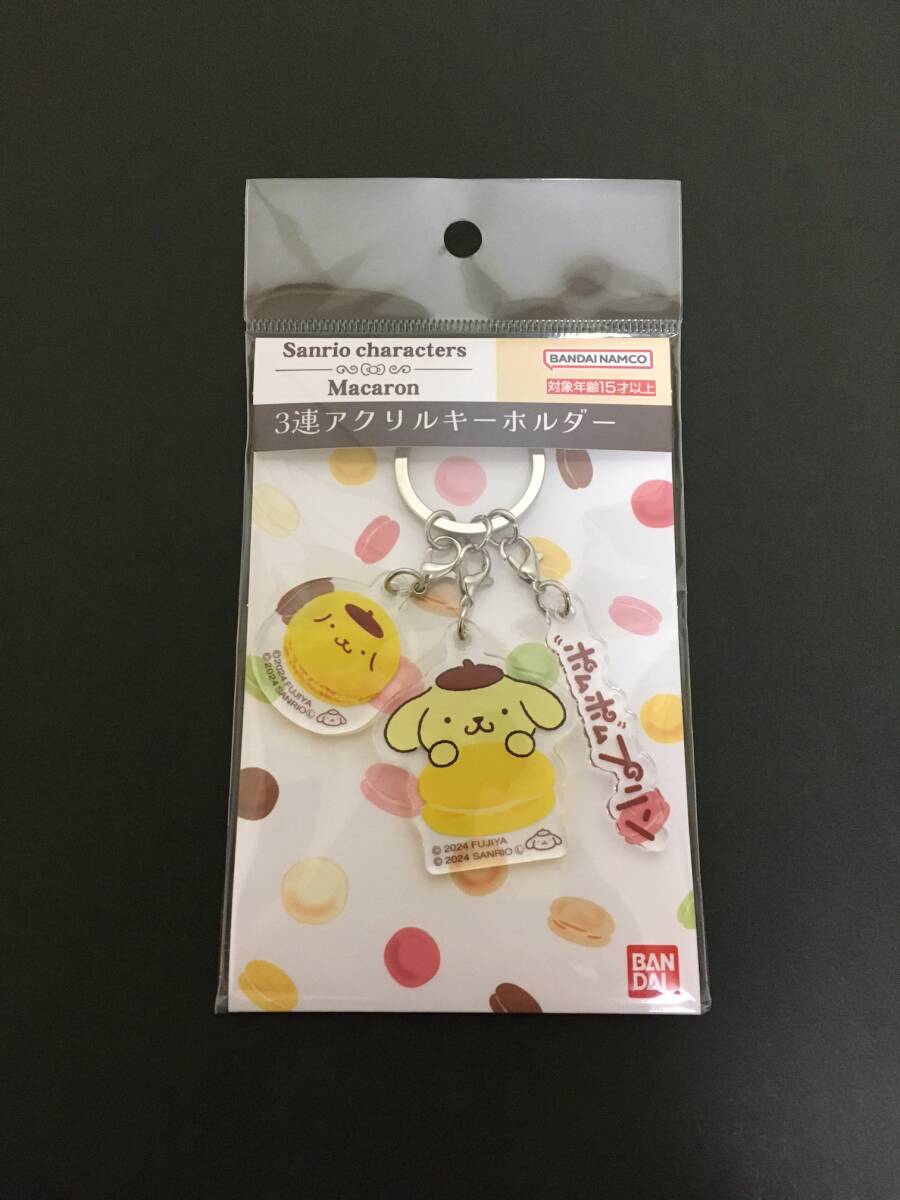 Sanrio characters
Macaron
BANDAI NAMCO
対象年齢15才以上
3連アクリルキーホルダー
© 2024 FUJIYA
© 2024 SANRIO Ⓛ
© 2024 FUJIYA
© 2024 SANRIO Ⓛ
ポムポムプリン
BAN
DAI